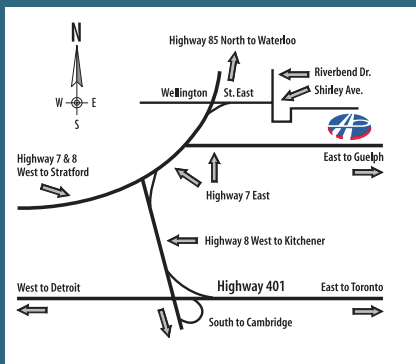 N
Highway 85 North to Waterloo
Riverbend Dr.
Wellington St. East
Shirley Ave.
W E
S
Highway 7 & 8
West to Stratford
East to Guelph
Highway 7 East
Highway 8 West to Kitchener
West to Detroit
Highway 401
East to Toronto
South to Cambridge